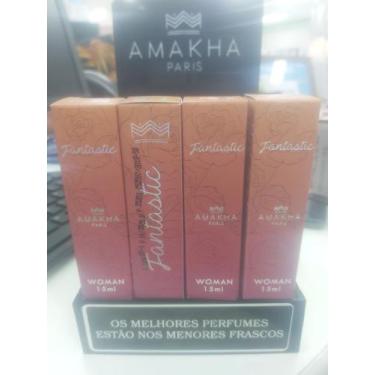 AMAKHA
PARIS
Fantastic
AMAKHA
PARIS
WOMAN
15ml
Fantastic
Fantastic
AMAKHA
PARIS
WOMAN
15ml
Fantastic
AMAKHA
PARIS
WOMAN
15ml
OS MELHORES PERFUMES
ESTÃO NOS MENORES FRASCOS